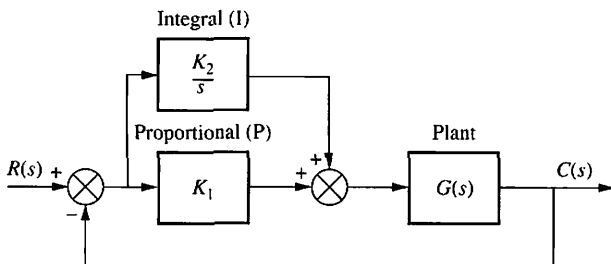 Integral (I)
K₂
s
Proportional (P)
Plant
+
R(s) +
K₁
+
G(s)
C(s)
−